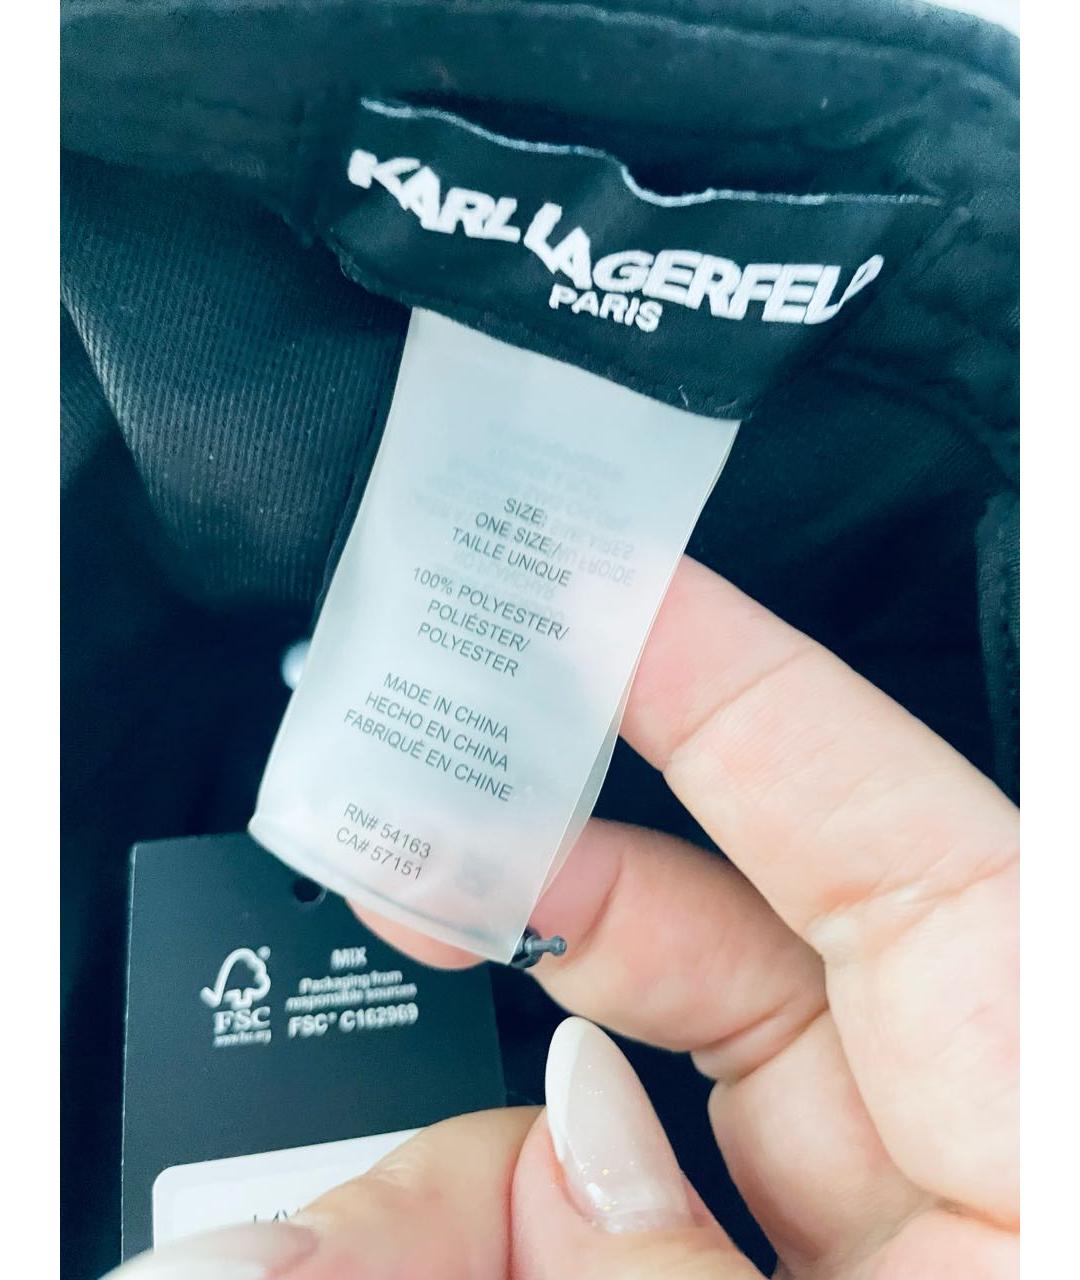 KARL LAGERFELD
PARIS
SIZE:
ONE SIZE/
TAILLE UNIQUE
100% POLYESTER/
POLIÉSTER/
POLYESTER
MADE IN CHINA
HECHO EN CHINA
FABRIQUÉ EN CHINE
RN# 54163
CA# 57151
FSC
www.fsc.org
MIX
Packaging from
responsible sources
FSC® C162969